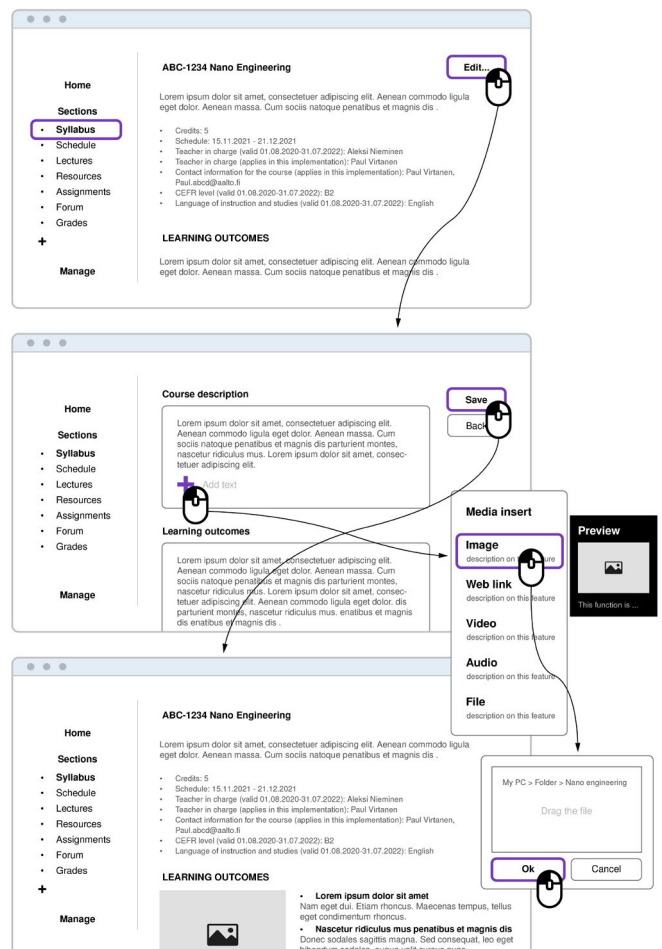 ABC-1234 Nano Engineering
Edit...
Home
Lorem ipsum dolor sit amet, consectetuer adipiscing elit. Aenean commodo ligula
eget dolor. Aenean massa. Cum sociis natoque penatibus et magnis dis .
Sections
• Syllabus
• Schedule
• Lectures
• Resources
• Assignments
• Forum
• Grades
+
Manage
• Credits: 5
• Schedule: 15.11.2021 - 21.12.2021
• Teacher in charge (valid 01.08.2020-31.07.2022): Aleksi Nieminen
• Teacher in charge (applies in this implementation): Paul Virtanen
• Contact information for the course (applies in this implementation): Paul Virtanen,
Paul.abcd@aalto.fi
• CEFR level (valid 01.08.2020-31.07.2022): B2
• Language of instruction and studies (valid 01.08.2020-31.07.2022): English
LEARNING OUTCOMES
Lorem ipsum dolor sit amet, consectetuer adipiscing elit. Aenean commodo ligula
eget dolor. Aenean massa. Cum sociis natoque penatibus et magnis dis .
Home
Sections
• Syllabus
• Schedule
• Lectures
• Resources
• Assignments
• Forum
• Grades
Manage
Course description
Save
Back
Lorem ipsum dolor sit amet, consectetuer adipiscing elit.
Aenean commodo ligula eget dolor. Aenean massa. Cum
sociis natoque penatibus et magnis dis parturient montes,
nascetur ridiculus mus. Lorem ipsum dolor sit amet, consec-
tetuer adipiscing elit.
Add text
Learning outcomes
Lorem ipsum dolor sit amet, consectetuer adipiscing elit.
Aenean commodo ligula eget dolor. Aenean massa. Cum
sociis natoque penatibus et magnis dis parturient montes,
nascetur ridiculus mus. Lorem ipsum dolor sit amet, consec-
tetuer adipiscing elit. Aenean commodo ligula eget dolor. dis
parturient montes, nascetur ridiculus mus. enatibus et magnis
dis enatibus et magnis dis .
Media insert
Image
description on this feature
Web link
description on this feature
Video
description on this feature
Audio
description on this feature
File
description on this feature
Preview
This function is ...
ABC-1234 Nano Engineering
Home
Lorem ipsum dolor sit amet, consectetuer adipiscing elit. Aenean commodo ligula
eget dolor. Aenean massa. Cum sociis natoque penatibus et magnis dis .
Sections
• Syllabus
• Schedule
• Lectures
• Resources
• Assignments
• Forum
• Grades
+
Manage
• Credits: 5
• Schedule: 15.11.2021 - 21.12.2021
• Teacher in charge (valid 01.08.2020-31.07.2022): Aleksi Nieminen
• Teacher in charge (applies in this implementation): Paul Virtanen
• Contact information for the course (applies in this implementation): Paul Virtanen,
Paul.abcd@aalto.fi
• CEFR level (valid 01.08.2020-31.07.2022): B2
• Language of instruction and studies (valid 01.08.2020-31.07.2022): English
LEARNING OUTCOMES
• Lorem ipsum dolor sit amet
Nam eget dui. Etiam rhoncus. Maecenas tempus, tellus
eget condimentum rhoncus.
• Nascetur ridiculus mus penatibus et magnis dis
Donec sodales sagittis magna. Sed consequat, leo eget
My PC > Folder > Nano engineering
Drag the file
Ok
Cancel